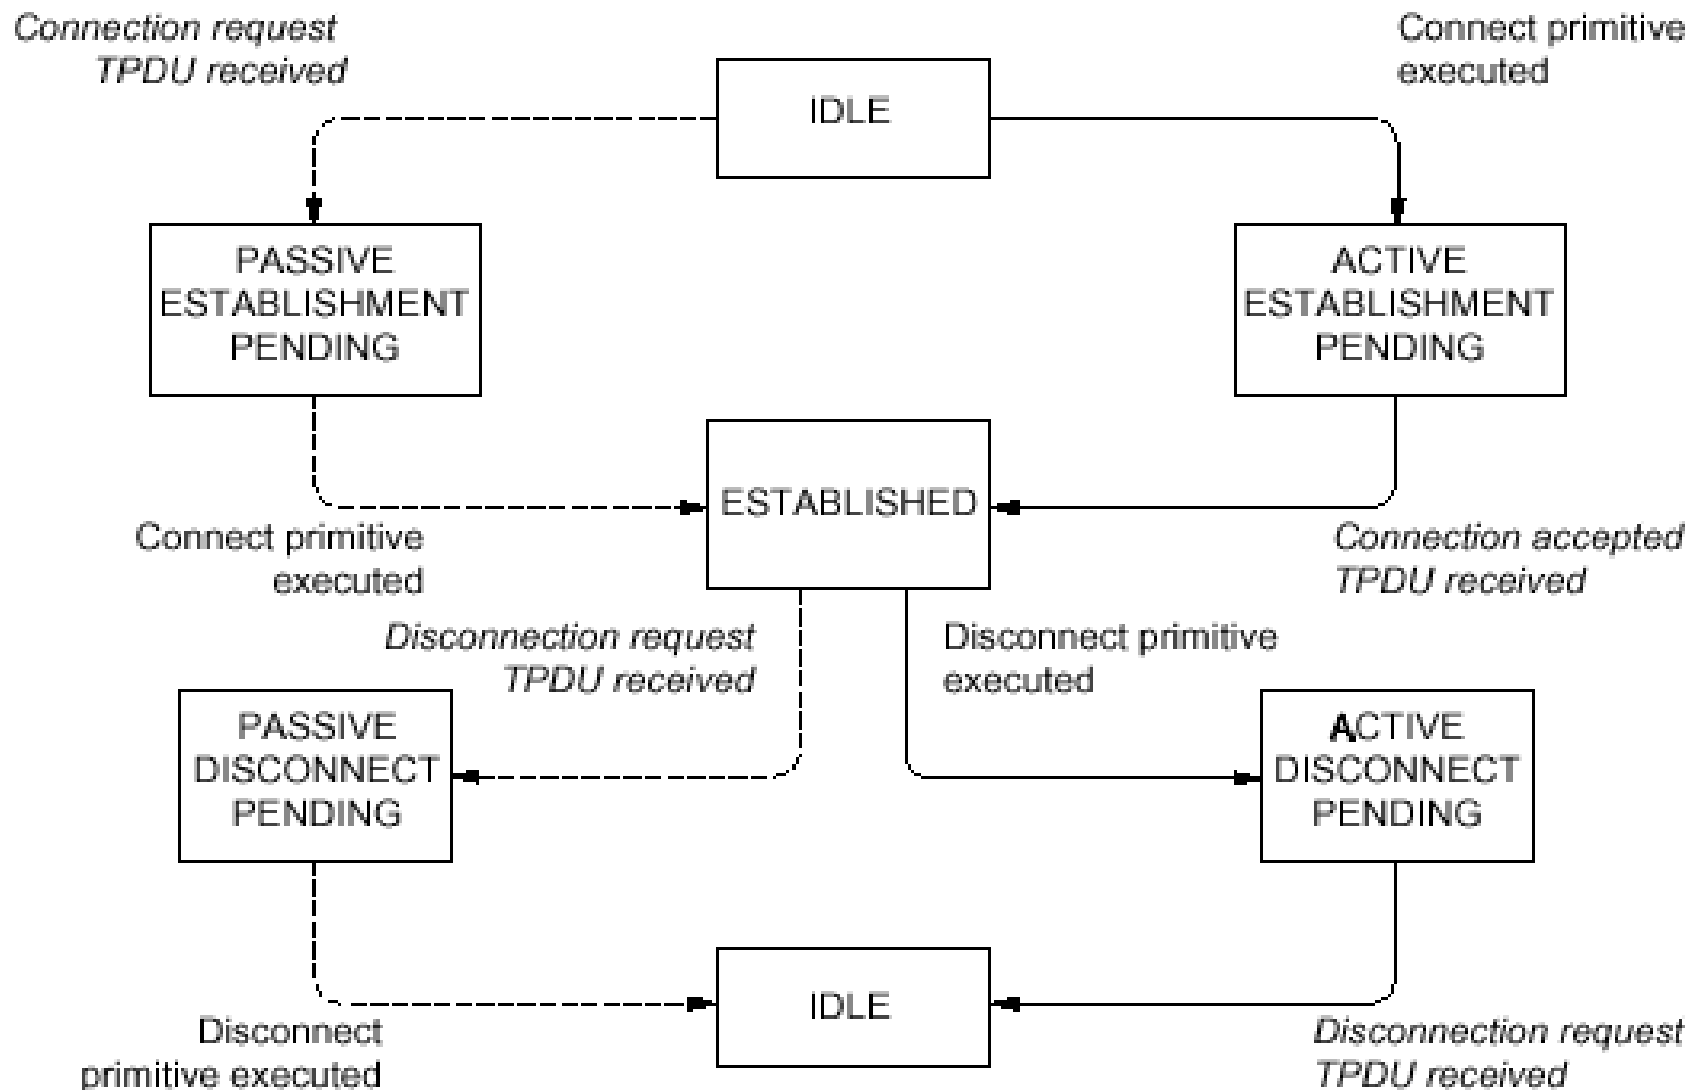 Connection request
TPDU received
Connect primitive
executed
IDLE
PASSIVE
ESTABLISHMENT
PENDING
ACTIVE
ESTABLISHMENT
PENDING
ESTABLISHED
Connect primitive
executed
Connection accepted
TPDU received
Disconnection request
TPDU received
Disconnect primitive
executed
PASSIVE
DISCONNECT
PENDING
ACTIVE
DISCONNECT
PENDING
IDLE
Disconnect
primitive executed
Disconnection request
TPDU received